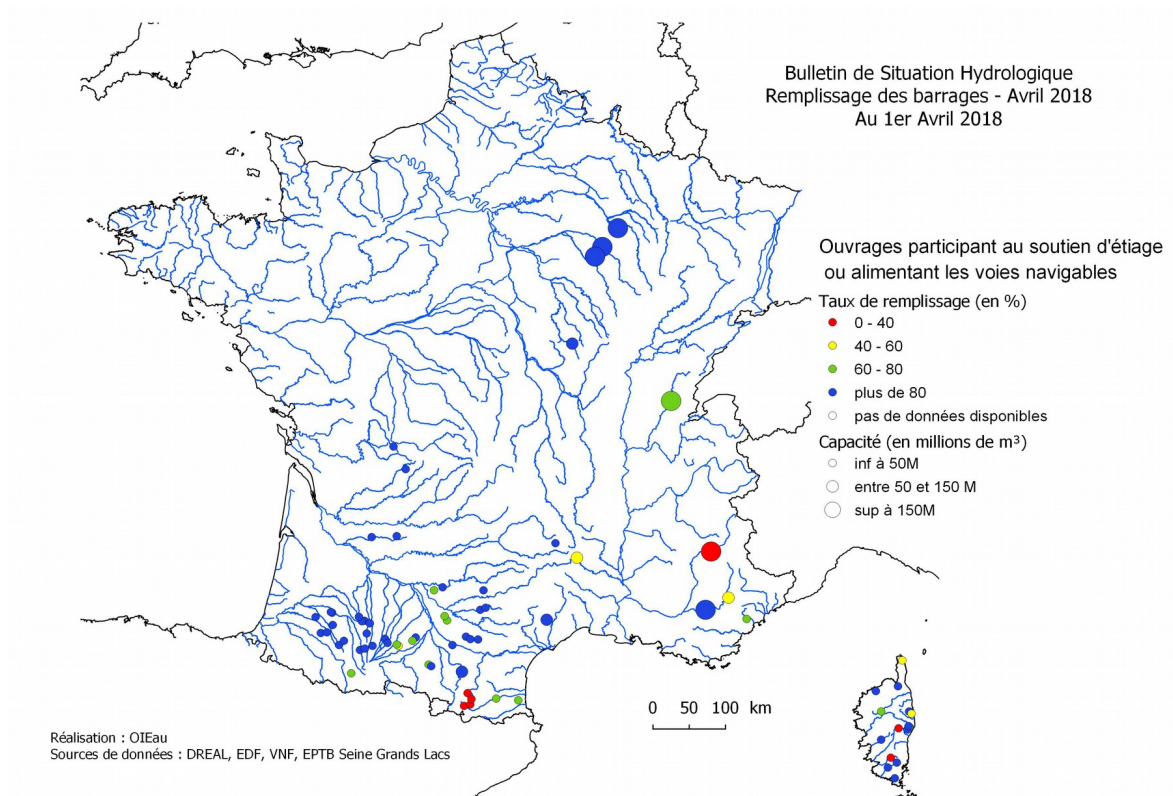 Bulletin de Situation Hydrologique
Remplissage des barrages - Avril 2018
Au 1er Avril 2018
Ouvrages participant au soutien d'étiage
ou alimentant les voies navigables
Taux de remplissage (en %)
0 - 40
40 - 60
60 - 80
plus de 80
pas de données disponibles
Capacité (en millions de m³)
inf à 50M
entre 50 et 150 M
sup à 150M
0 50 100 km
Réalisation : OIEau
Sources de données : DREAL, EDF, VNF, EPTB Seine Grands Lacs